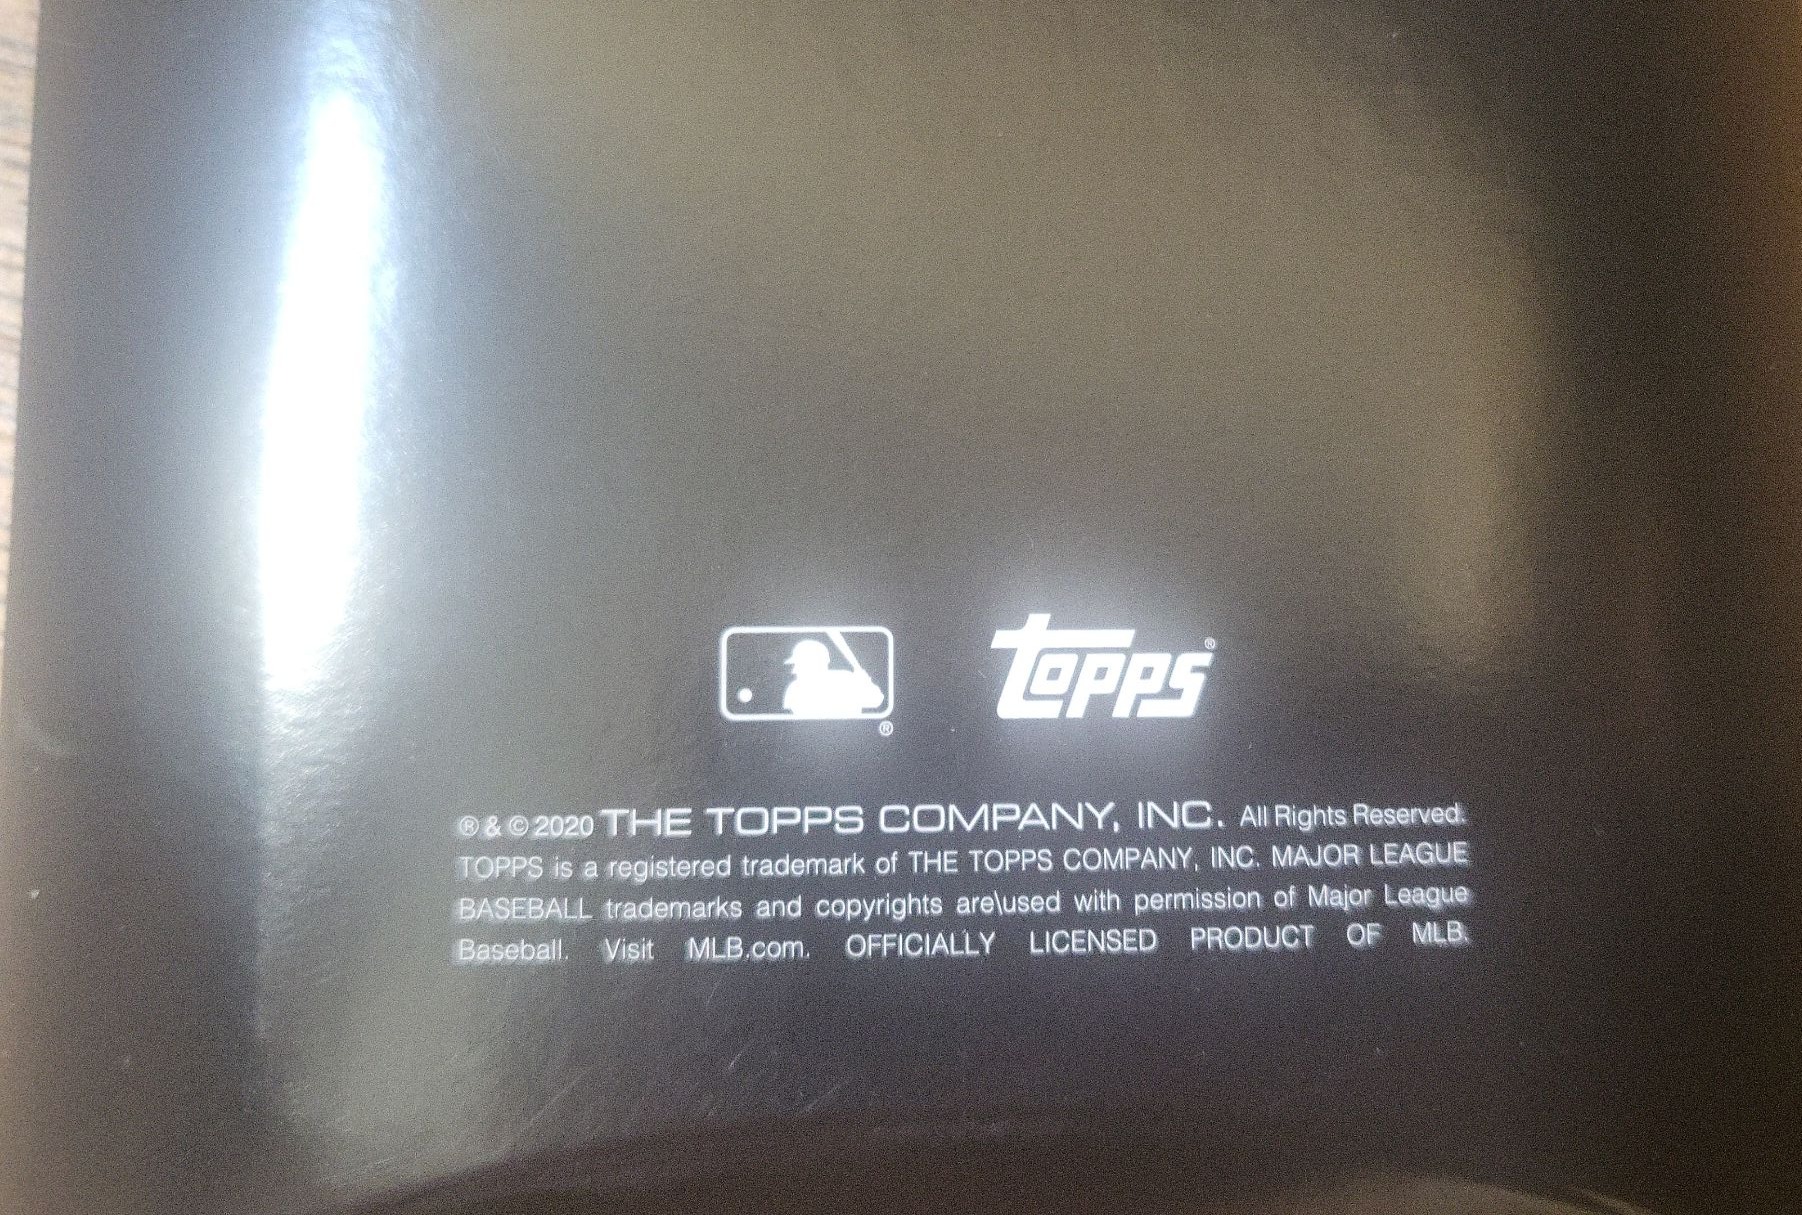 topps®
®
® & © 2020 THE TOPPS COMPANY, INC. All Rights Reserved.
TOPPS is a registered trademark of THE TOPPS COMPANY, INC. MAJOR LEAGUE
BASEBALL trademarks and copyrights are\used with permission of Major League
Baseball. Visit MLB.com. OFFICIALLY LICENSED PRODUCT OF MLB.